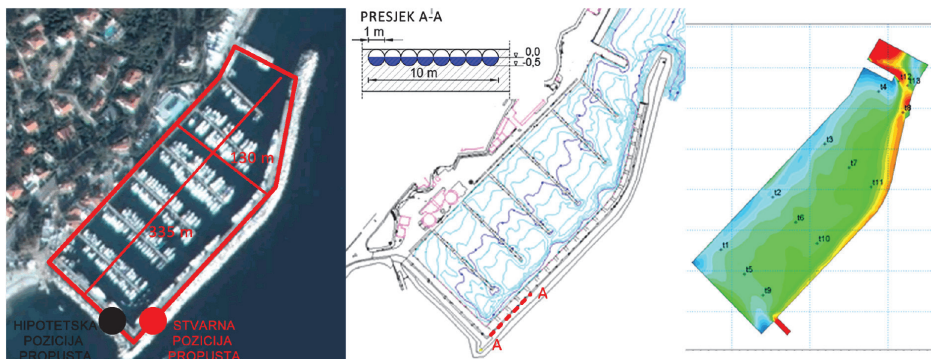 130 m
335 m
HIPOTETSKA
POZICIJA
PROPUSTA
STVARNA
POZICIJA
PROPUSTA
PRESJEK A-A
1 m
0,0
-0,5
10 m
A
A
t12
t13
t4
t8
t3
t7
t11
t2
t6
t10
t1
t5
t9